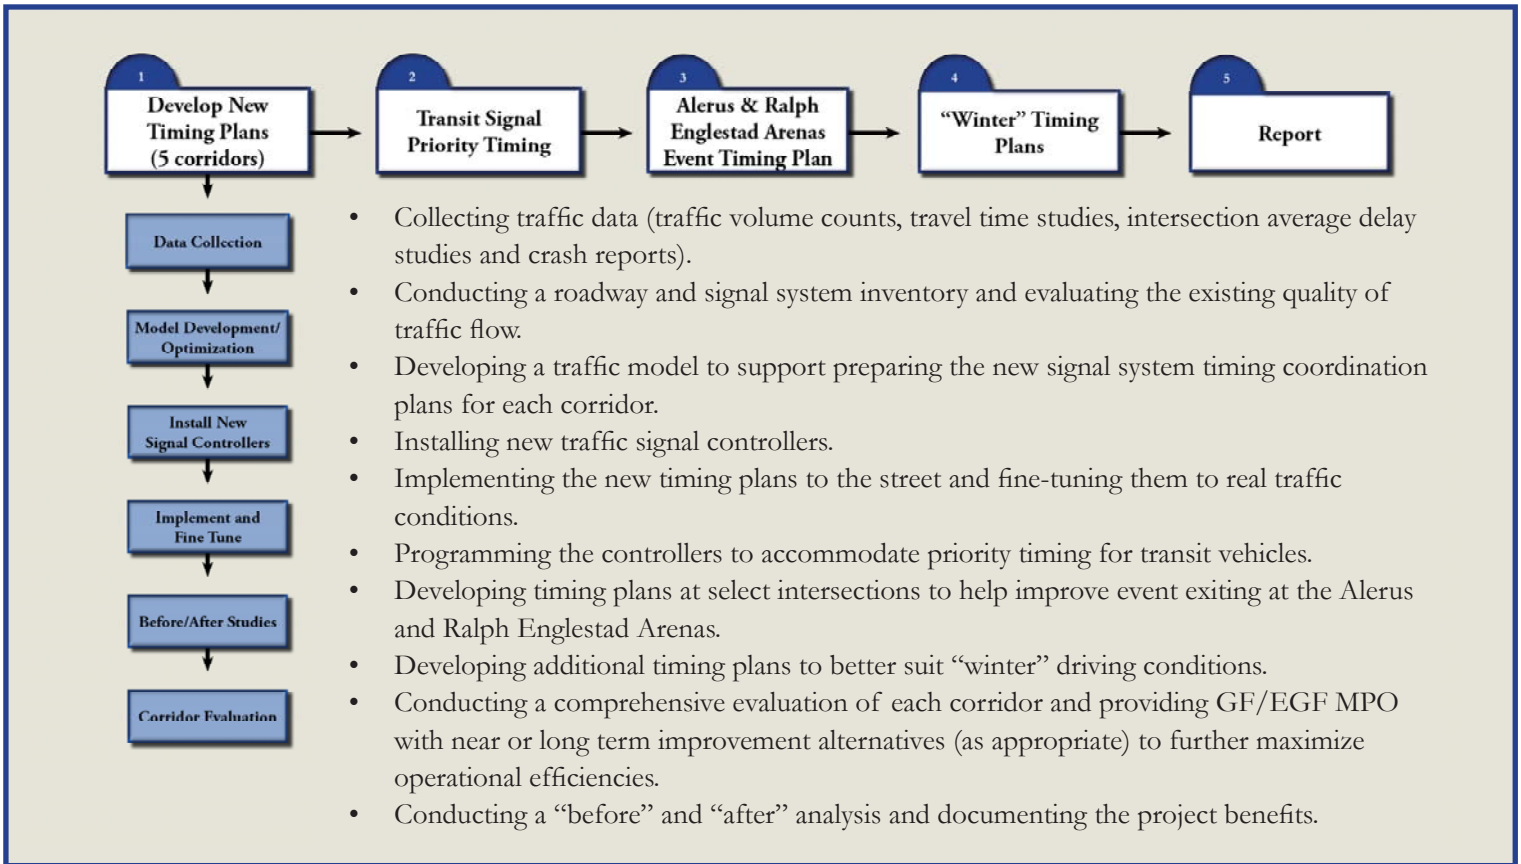 1
Develop New
Timing Plans
(5 corridors)
2
Transit Signal
Priority Timing
3
Alerus & Ralph
Englestad Arenas
Event Timing Plan
4
“Winter” Timing
Plans
5
Report
Data Collection
Model Development/
Optimization
Install New
Signal Controllers
Implement and
Fine Tune
Before/After Studies
Corridor Evaluation
• Collecting traffic data (traffic volume counts, travel time studies, intersection average delay
studies and crash reports).
• Conducting a roadway and signal system inventory and evaluating the existing quality of
traffic flow.
• Developing a traffic model to support preparing the new signal system timing coordination
plans for each corridor.
• Installing new traffic signal controllers.
• Implementing the new timing plans to the street and fine-tuning them to real traffic
conditions.
• Programming the controllers to accommodate priority timing for transit vehicles.
• Developing timing plans at select intersections to help improve event exiting at the Alerus
and Ralph Englestad Arenas.
• Developing additional timing plans to better suit “winter” driving conditions.
• Conducting a comprehensive evaluation of each corridor and providing GF/EGF MPO
with near or long term improvement alternatives (as appropriate) to further maximize
operational efficiencies.
• Conducting a “before” and “after” analysis and documenting the project benefits.